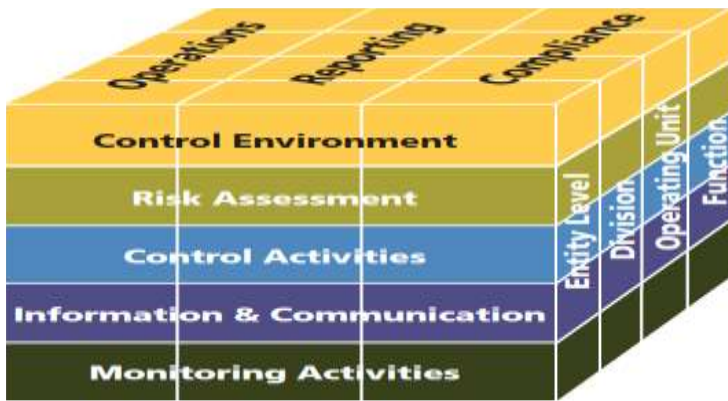 Operations
Reporting
Compliance
Control Environment
Risk Assessment
Control Activities
Information & Communication
Monitoring Activities
Entity Level
Division
Operating Unit
Function